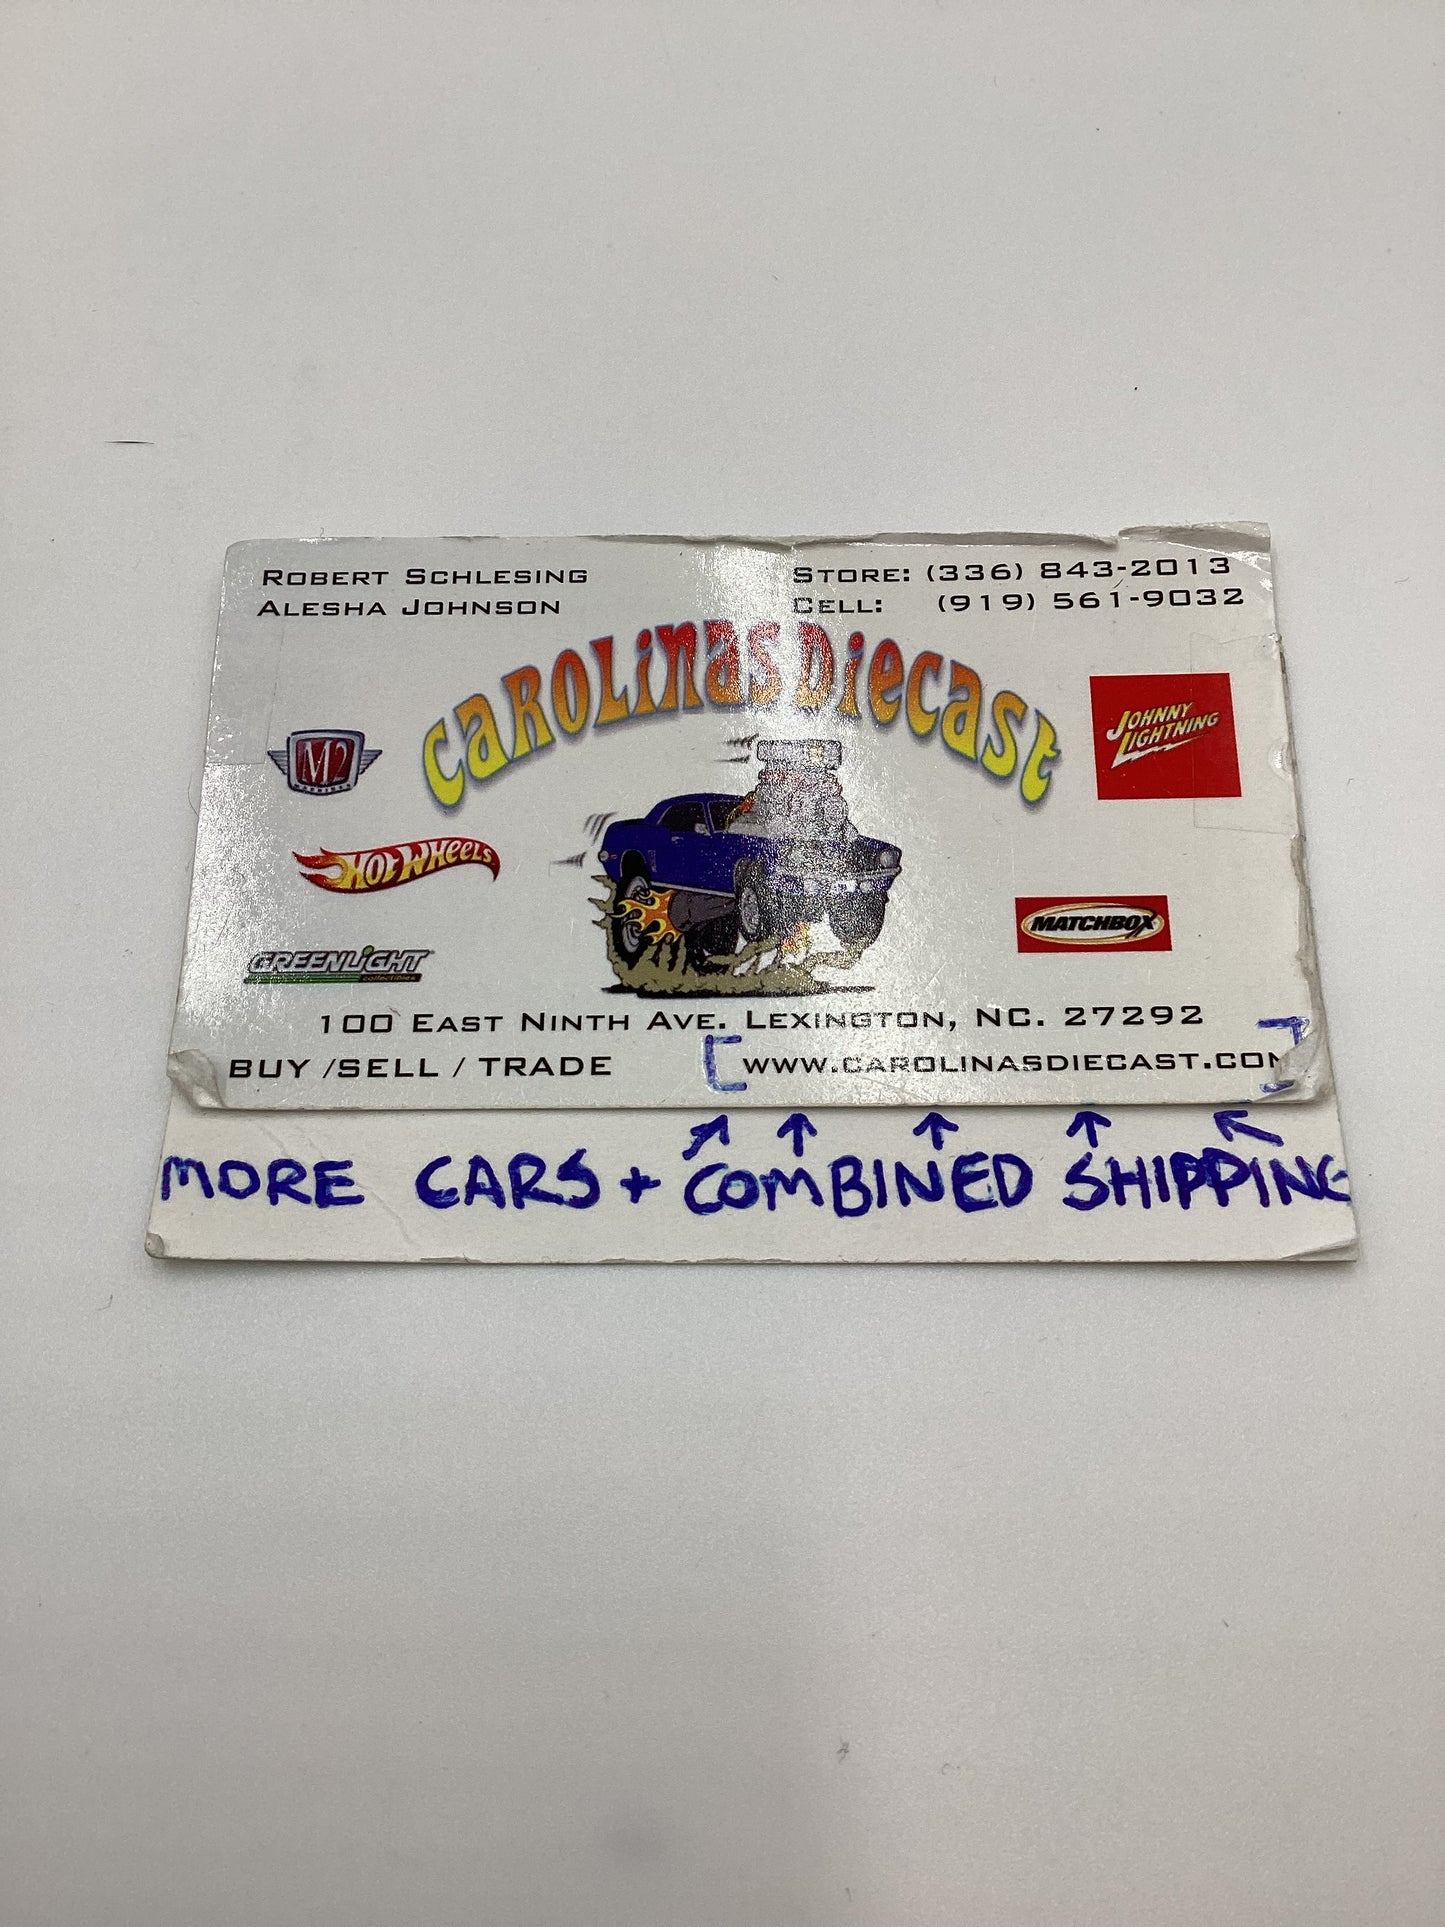 ROBERT SCHLESING
ALESHA JOHNSON
STORE: (336) 843-2013
CELL: (919) 561-9032
CAROLINAS DIECAST
M2
MACHINES
JOHNNY
LIGHTNING
HOT WHEELS
MATCHBOX
GREENLIGHT
collectibles
100 EAST NINTH AVE. LEXINGTON, NC. 27292
BUY /SELL / TRADE
[WWW.CAROLINASDIECAST.COM]
MORE CARS + COMBINED SHIPPING